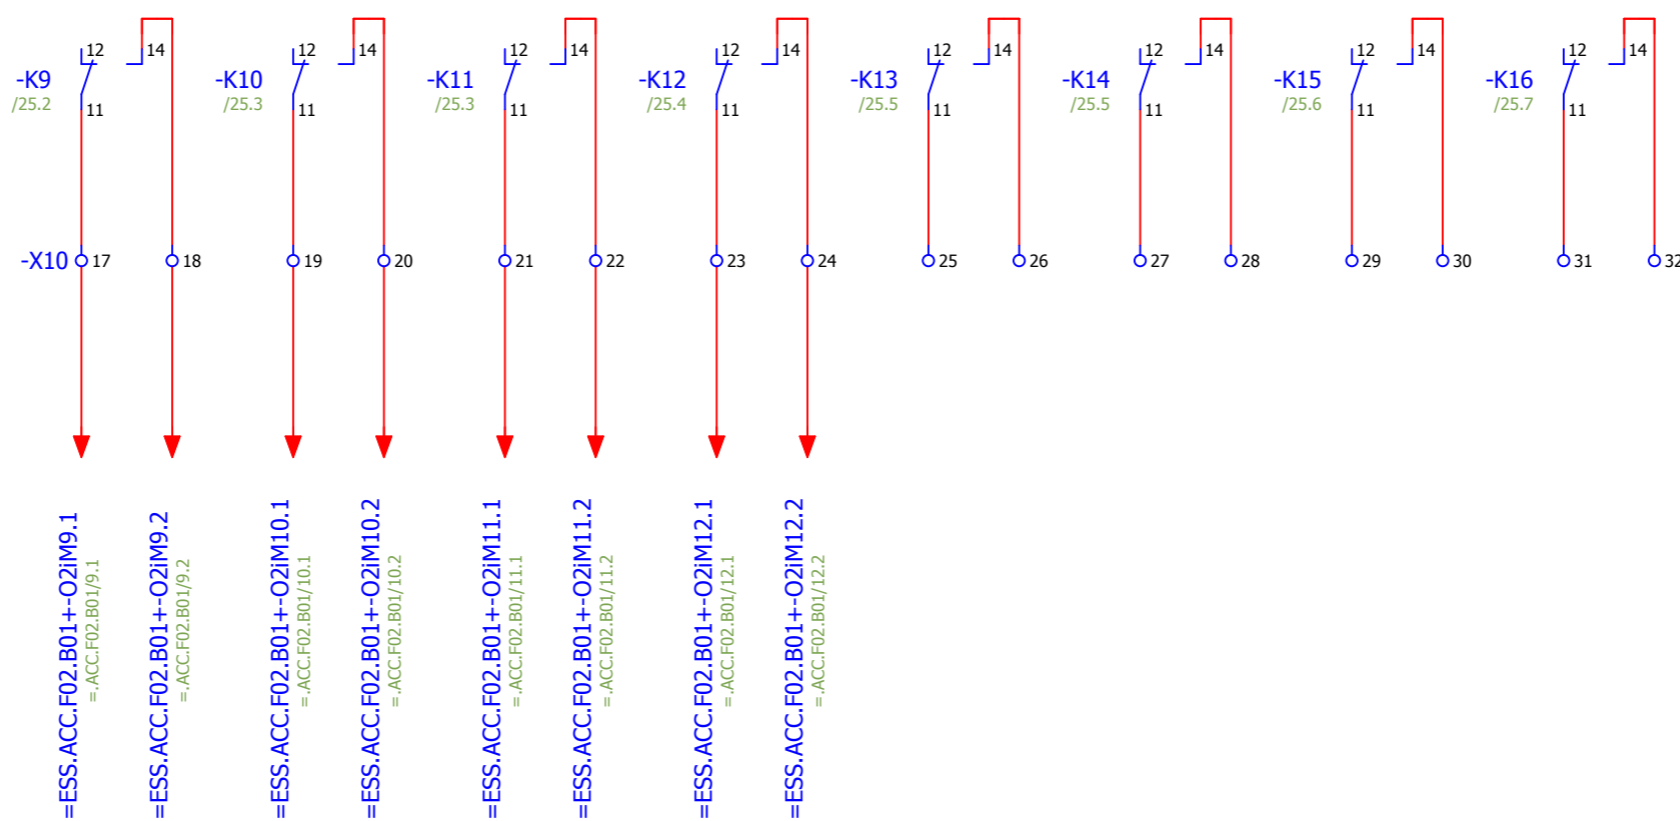 12 14 12 14 12 14 12 14 12 14 12 14 12 14 12 14
-K9 -K10 -K11 -K12 -K13 -K14 -K15 -K16
/25.2 /25.3 /25.3 /25.4 /25.5 /25.5 /25.6 /25.7
11 11 11 11 11 11 11 11
-X10 17 18 19 20 21 22 23 24 25 26 27 28 29 30 31 32
=ESS.ACC.F02.B01+-O2iM9.1
=.ACC.F02.B01/9.1
=ESS.ACC.F02.B01+-O2iM9.2
=.ACC.F02.B01/9.2
=ESS.ACC.F02.B01+-O2iM10.1
=.ACC.F02.B01/10.1
=ESS.ACC.F02.B01+-O2iM10.2
=.ACC.F02.B01/10.2
=ESS.ACC.F02.B01+-O2iM11.1
=.ACC.F02.B01/11.1
=ESS.ACC.F02.B01+-O2iM11.2
=.ACC.F02.B01/11.2
=ESS.ACC.F02.B01+-O2iM12.1
=.ACC.F02.B01/12.1
=ESS.ACC.F02.B01+-O2iM12.2
=.ACC.F02.B01/12.2